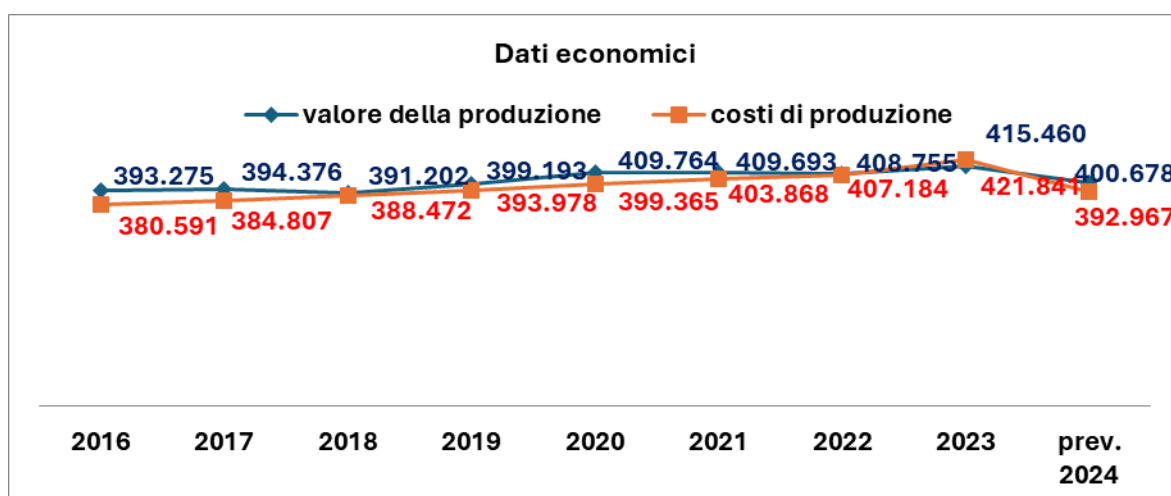 Dati economici
valore della produzione costi di produzione
415.460
393.275 394.376 391.202 399.193 409.764 409.693 408.755 400.678
380.591 384.807 388.472 393.978 399.365 403.868 407.184 421.841 392.967
2016 2017 2018 2019 2020 2021 2022 2023 prev.
2024